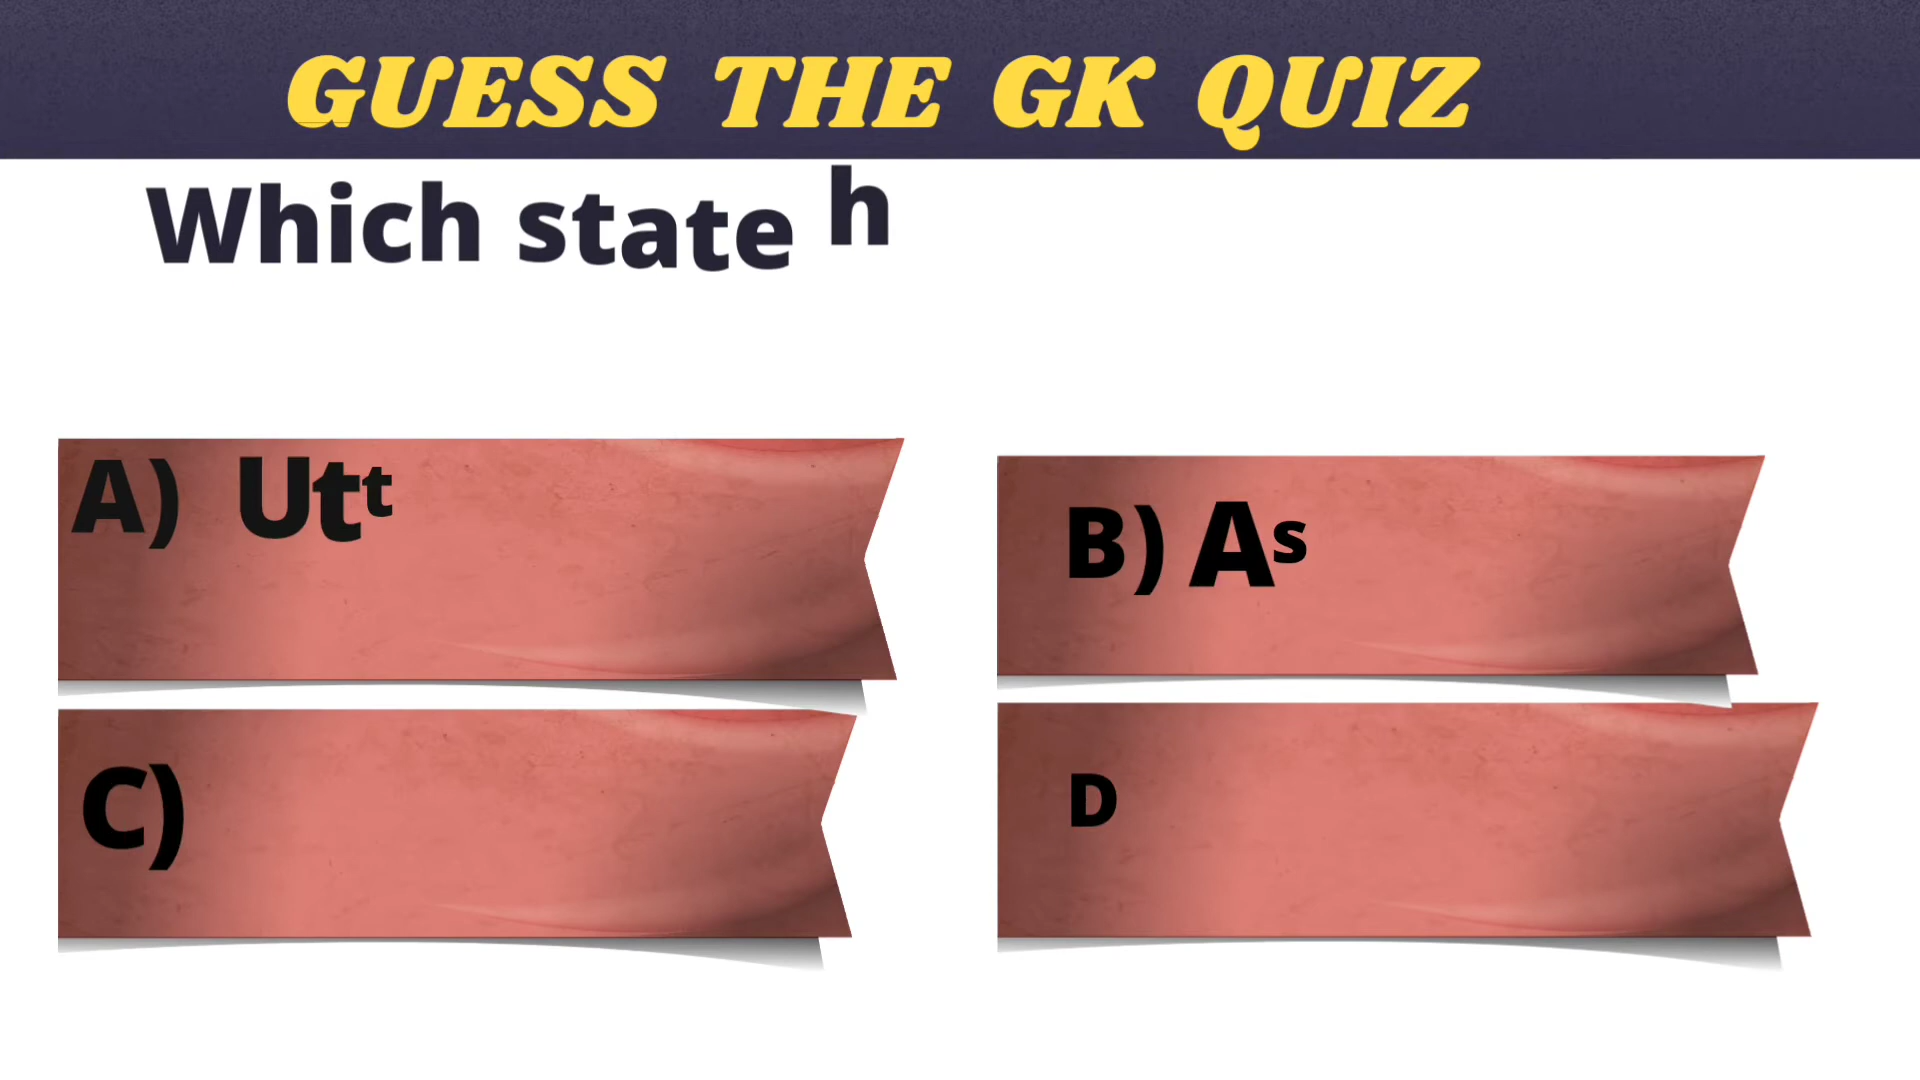 GUESS THE GK QUIZ
Which state h
A) Utt
B) As
C)
D